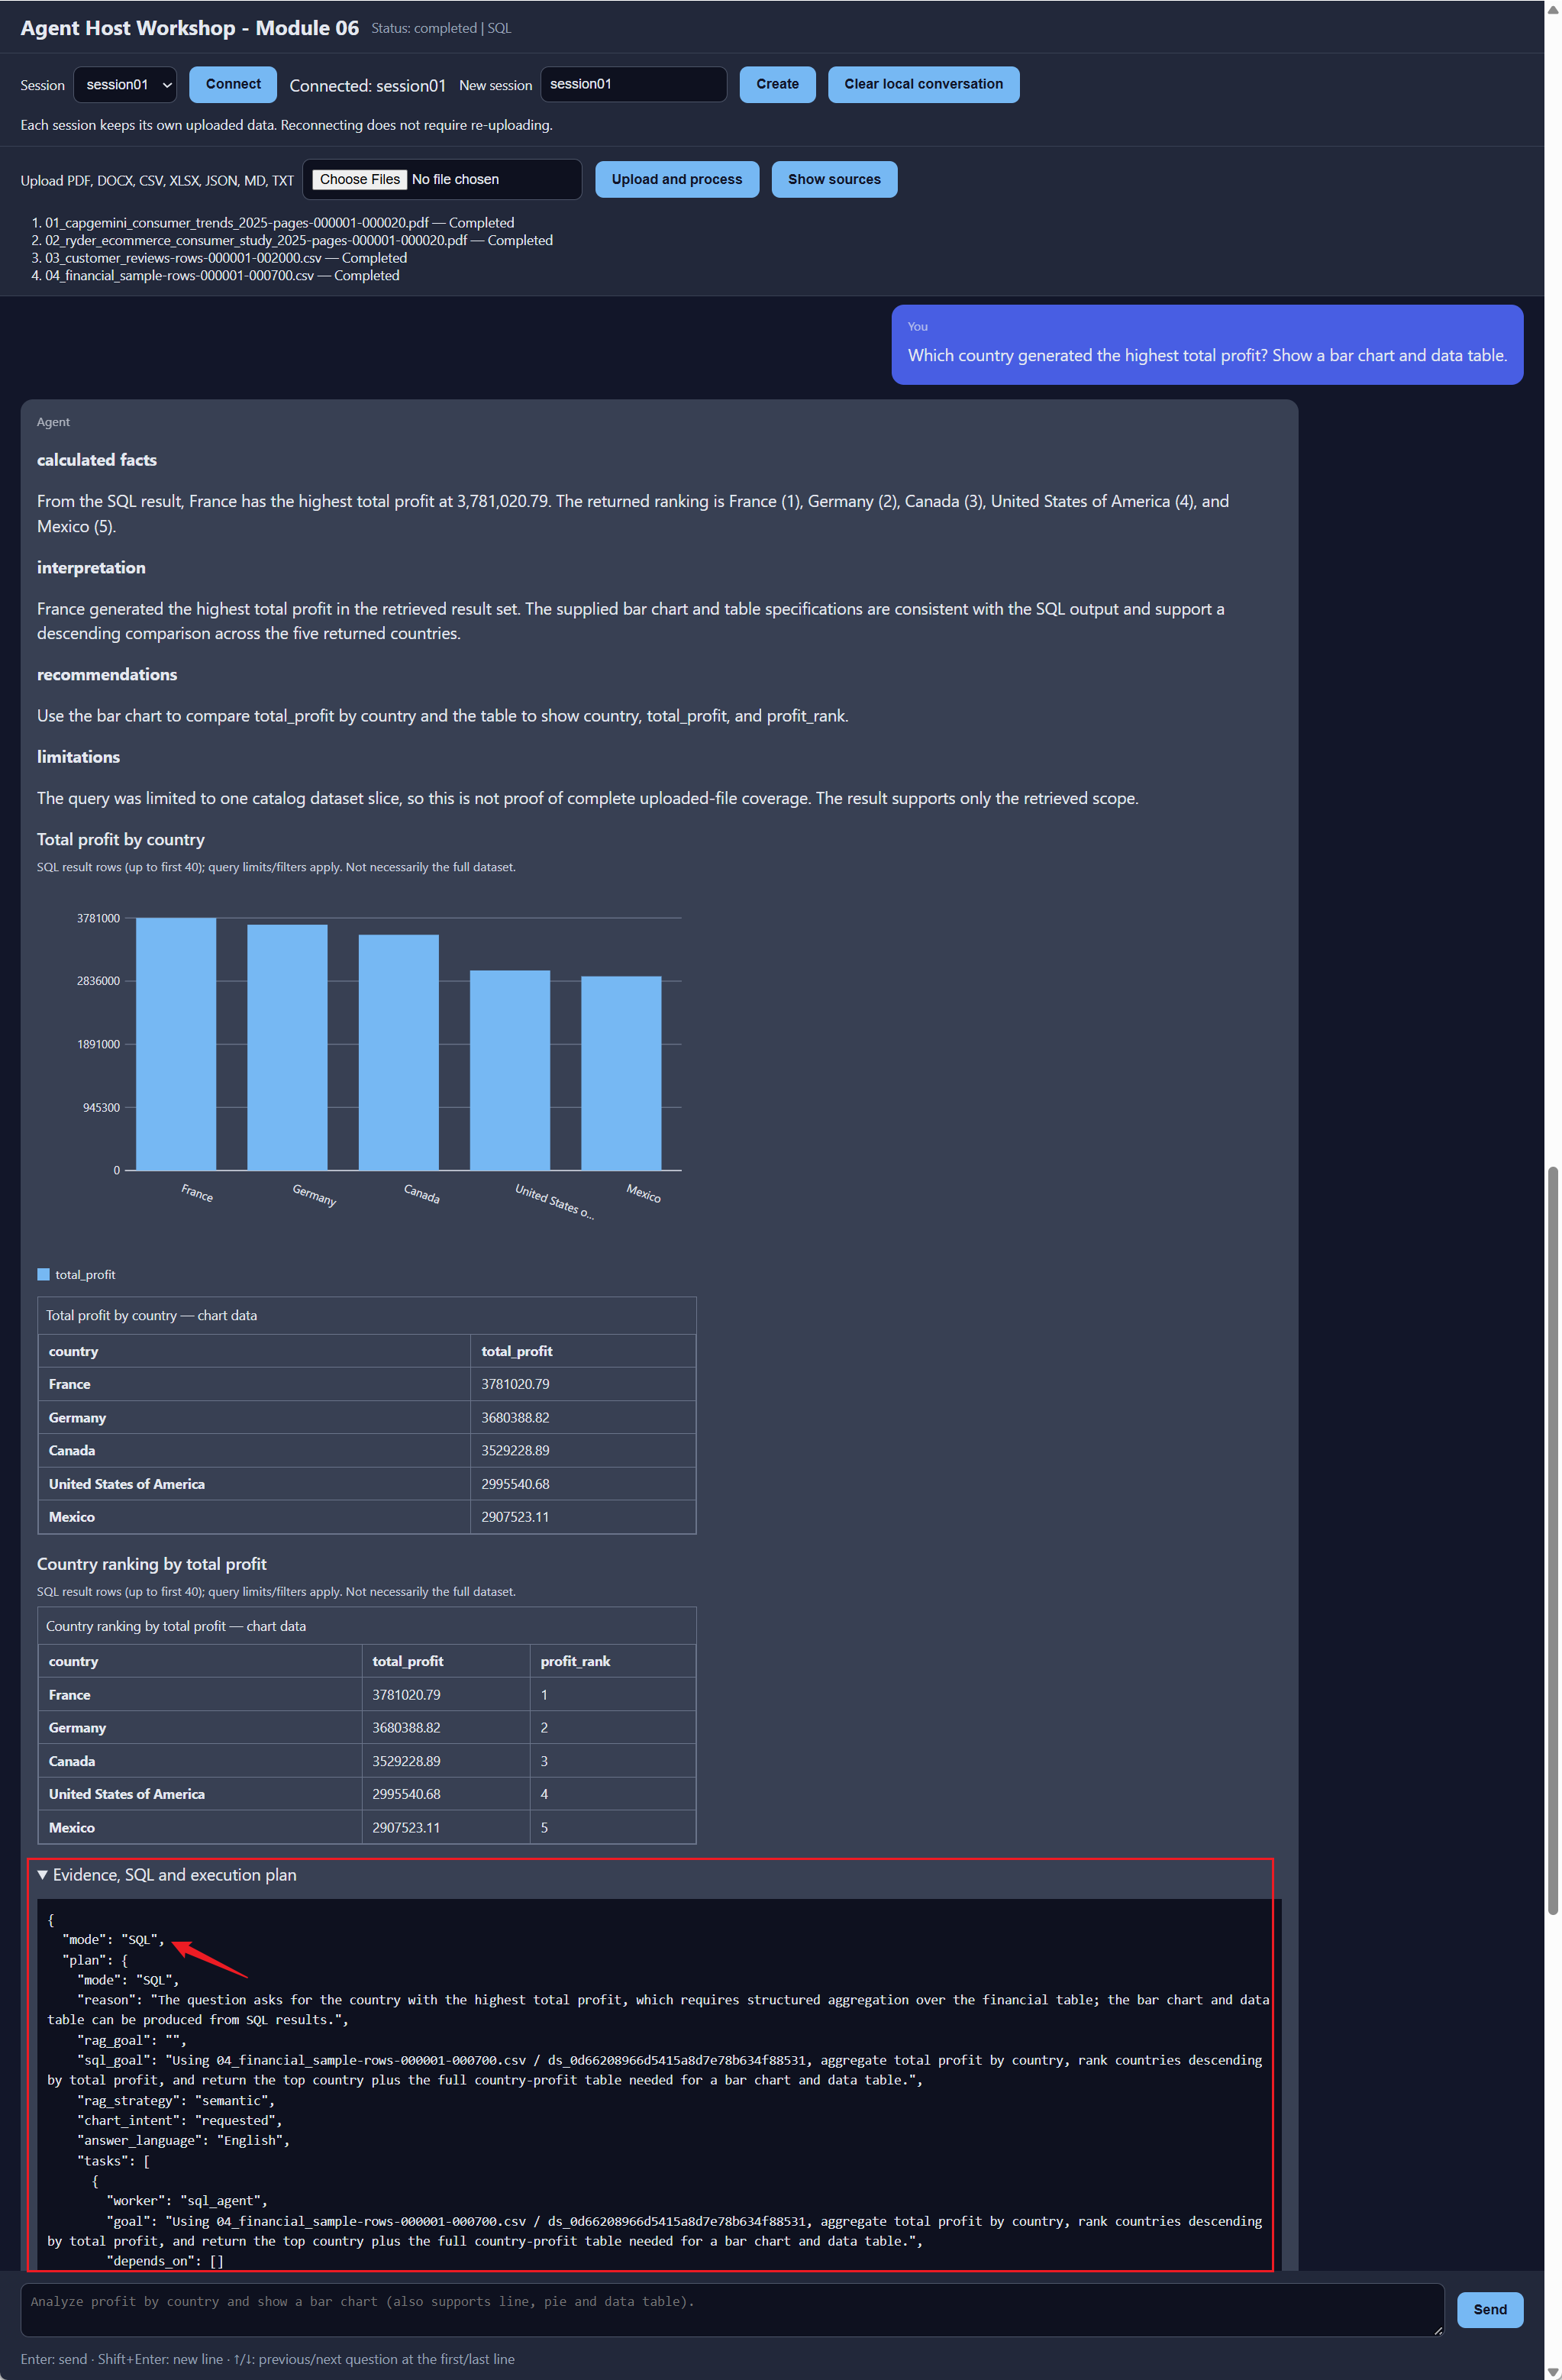 Agent Host Workshop - Module 06 Status: completed | SQL
Session session01 Connect Connected: session01 New session session01 Create Clear local conversation
Each session keeps its own uploaded data. Reconnecting does not require re-uploading.
Upload PDF, DOCX, CSV, XLSX, JSON, MD, TXT Choose Files No file chosen Upload and process Show sources
1. 01_capgemini_consumer_trends_2025-pages-000001-000020.pdf — Completed
2. 02_ryder_ecommerce_consumer_study_2025-pages-000001-000020.pdf — Completed
3. 03_customer_reviews-rows-000001-002000.csv — Completed
4. 04_financial_sample-rows-000001-000700.csv — Completed
You
Which country generated the highest total profit? Show a bar chart and data table.
Agent
calculated facts
From the SQL result, France has the highest total profit at 3,781,020.79. The returned ranking is France (1), Germany (2), Canada (3), United States of America (4), and
Mexico (5).
interpretation
France generated the highest total profit in the retrieved result set. The supplied bar chart and table specifications are consistent with the SQL output and support a
descending comparison across the five returned countries.
recommendations
Use the bar chart to compare total_profit by country and the table to show country, total_profit, and profit_rank.
limitations
The query was limited to one catalog dataset slice, so this is not proof of complete uploaded-file coverage. The result supports only the retrieved scope.
Total profit by country
SQL result rows (up to first 40); query limits/filters apply. Not necessarily the full dataset.
3781000
2836000
1891000
945300
0
France Germany Canada United States o... Mexico
total_profit
Total profit by country — chart data
country total_profit
France 3781020.79
Germany 3680388.82
Canada 3529228.89
United States of America 2995540.68
Mexico 2907523.11
Country ranking by total profit
SQL result rows (up to first 40); query limits/filters apply. Not necessarily the full dataset.
Country ranking by total profit — chart data
country total_profit profit_rank
France 3781020.79 1
Germany 3680388.82 2
Canada 3529228.89 3
United States of America 2995540.68 4
Mexico 2907523.11 5
▼ Evidence, SQL and execution plan
{
"mode": "SQL",
"plan": {
"mode": "SQL",
"reason": "The question asks for the country with the highest total profit, which requires structured aggregation over the financial table; the bar chart and data
table can be produced from SQL results.",
"rag_goal": "",
"sql_goal": "Using 04_financial_sample-rows-000001-000700.csv / ds_0d66208966d5415a8d7e78b634f88531, aggregate total profit by country, rank countries descending
by total profit, and return the top country plus the full country-profit table needed for a bar chart and data table.",
"rag_strategy": "semantic",
"chart_intent": "requested",
"answer_language": "English",
"tasks": [
{
"worker": "sql_agent",
"goal": "Using 04_financial_sample-rows-000001-000700.csv / ds_0d66208966d5415a8d7e78b634f88531, aggregate total profit by country, rank countries descending
by total profit, and return the top country plus the full country-profit table needed for a bar chart and data table.",
"depends_on": []
Analyze profit by country and show a bar chart (also supports line, pie and data table).
Send
Enter: send · Shift+Enter: new line · ↑/↓: previous/next question at the first/last line